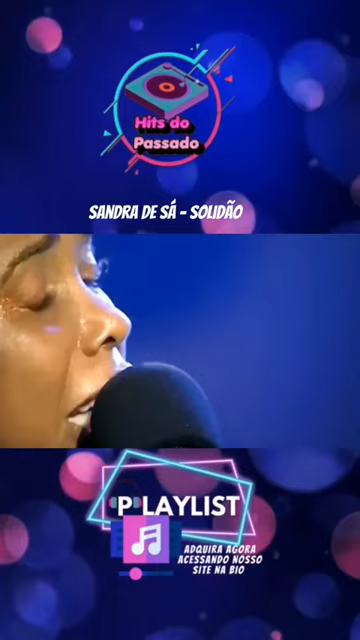 Hits do
Passado
SANDRA DE SÁ - SOLIDÃO
PLAYLIST
ADQUIRA AGORA
ACESSANDO NOSSO
SITE NA BIO